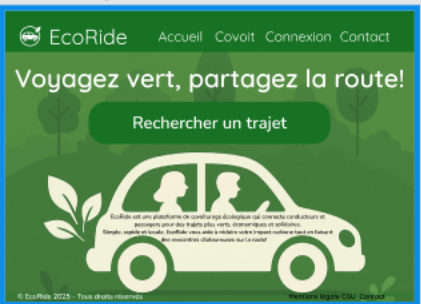 EcoRide
Accueil Covoit Connexion Contact
Voyagez vert, partagez la route!
Rechercher un trajet
EcoRide est une plateforme de covoiturage écologique qui connecte conducteurs et
passagers pour des trajets plus verts, économiques et solidaires.
Simple, rapide et locale, EcoRide vous aide à réduire votre impact carbone tout en faisant
des rencontres chaleureuses sur la route!
© EcoRide 2025 - Tous droits réservés
Mentions légale CGU Contact